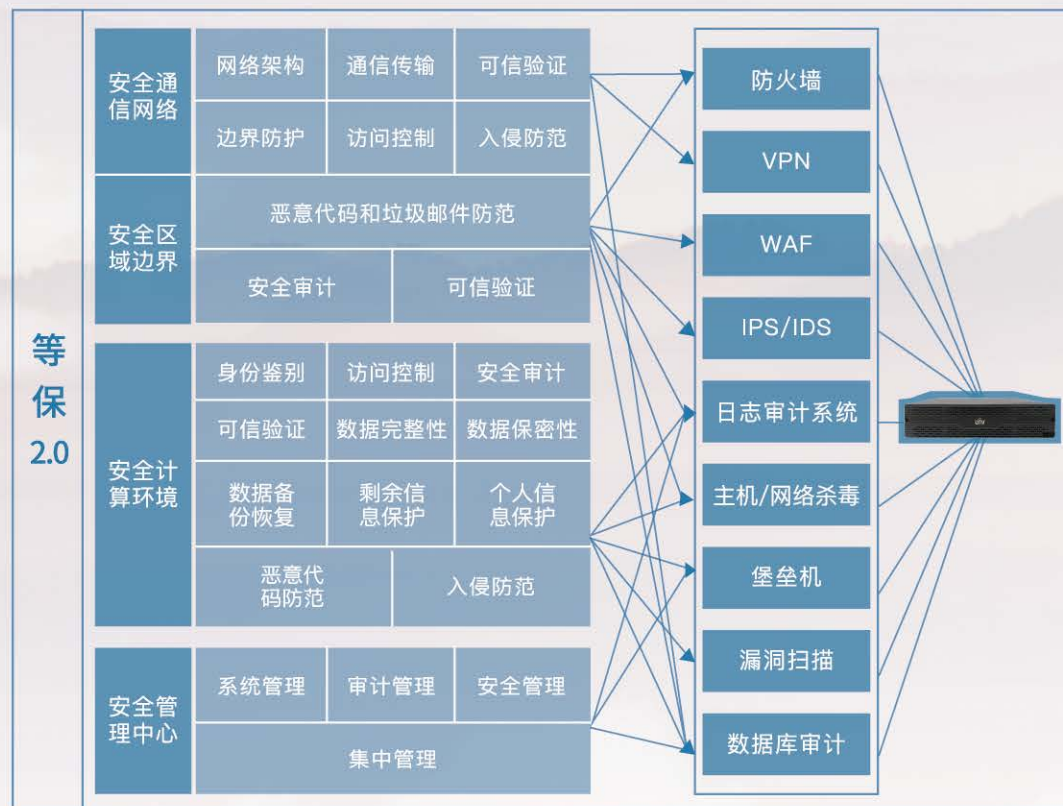 等
保
2.0
安全通
信网络
网络架构
通信传输
可信验证
边界防护
访问控制
入侵防范
安全区
域边界
恶意代码和垃圾邮件防范
安全审计
可信验证
安全计
算环境
身份鉴别
访问控制
安全审计
可信验证
数据完整性
数据保密性
数据备
份恢复
剩余信
息保护
个人信
息保护
恶意代
码防范
入侵防范
安全管
理中心
系统管理
审计管理
安全管理
集中管理
防火墙
VPN
WAF
IPS/IDS
日志审计系统
主机/网络杀毒
堡垒机
漏洞扫描
数据库审计